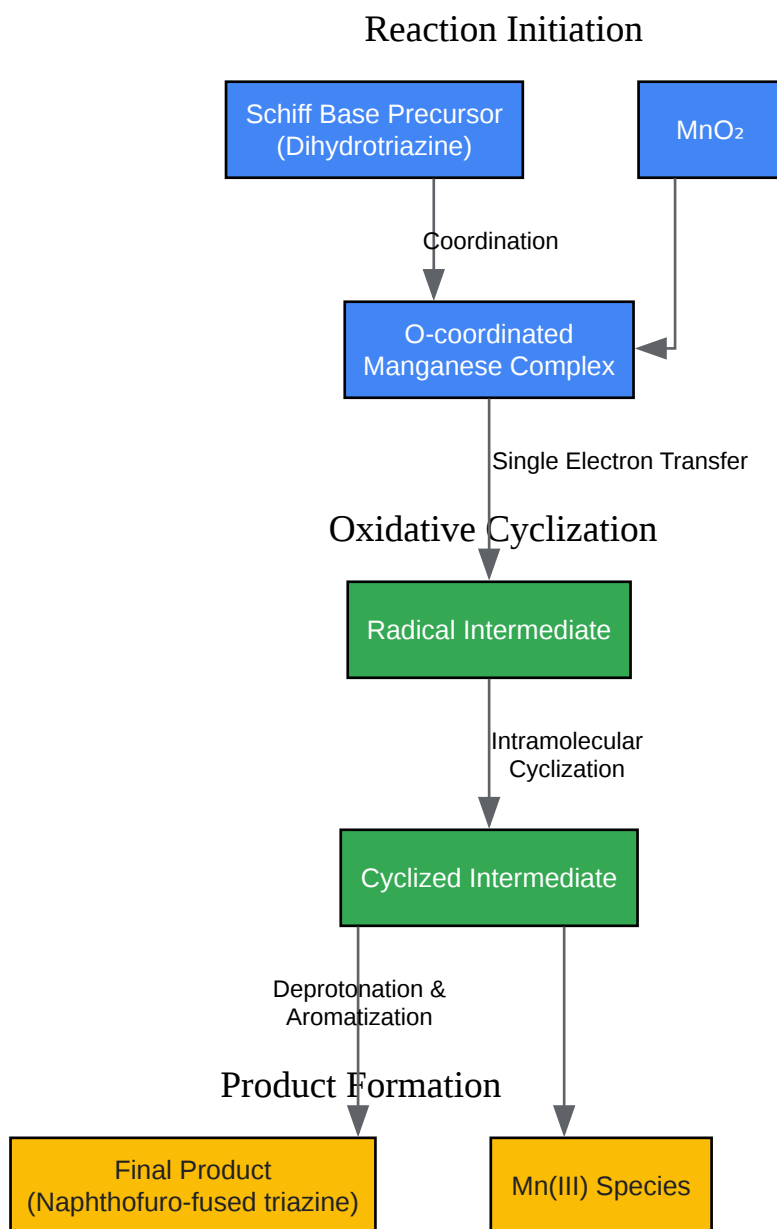 Reaction Initiation
Schiff Base Precursor
(Dihydrotriazine)
MnO₂
Coordination
O-coordinated
Manganese Complex
Single Electron Transfer
Oxidative Cyclization
Radical Intermediate
Intramolecular
Cyclization
Cyclized Intermediate
Deprotonation &
Aromatization
Product Formation
Final Product
(Naphthofuro-fused triazine)
Mn(III) Species